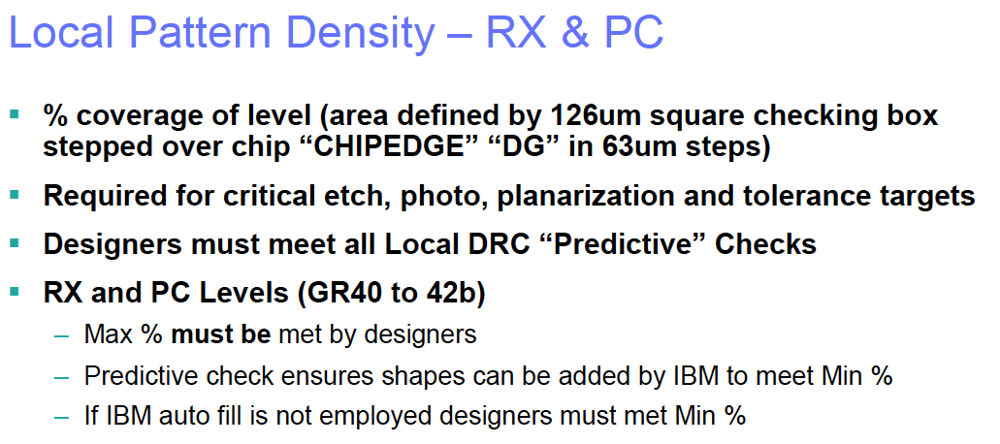 Local Pattern Density – RX & PC
▪ % coverage of level (area defined by 126um square checking box
stepped over chip “CHIPEDGE” “DG” in 63um steps)
▪ Required for critical etch, photo, planarization and tolerance targets
▪ Designers must meet all Local DRC “Predictive” Checks
▪ RX and PC Levels (GR40 to 42b)
– Max % must be met by designers
– Predictive check ensures shapes can be added by IBM to meet Min %
– If IBM auto fill is not employed designers must met Min %